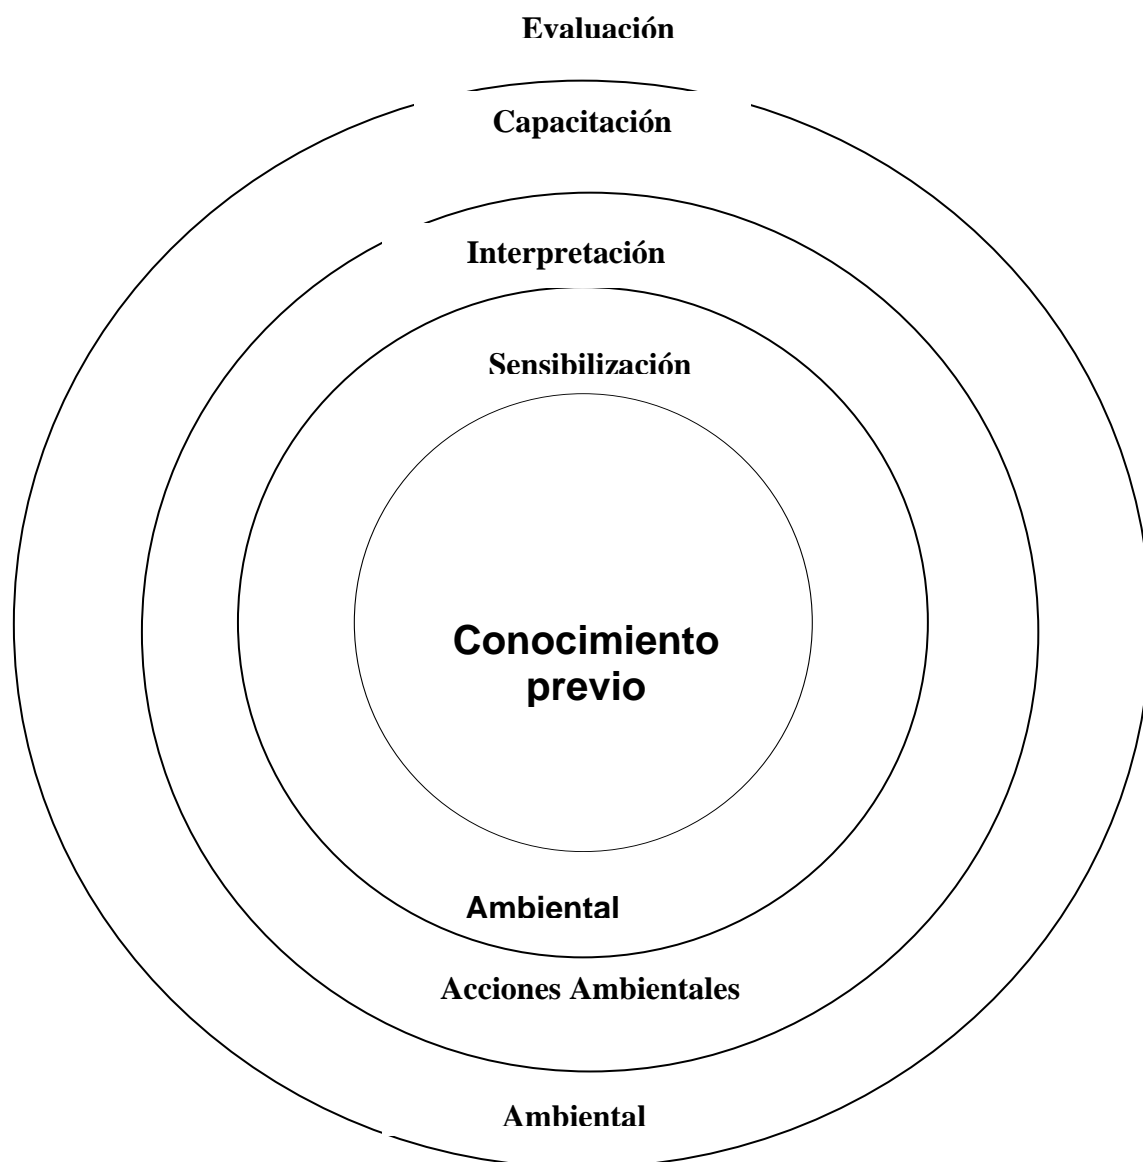 Evaluación
Capacitación
Interpretación
Sensibilización
Conocimiento
previo
Ambiental
Acciones Ambientales
Ambiental